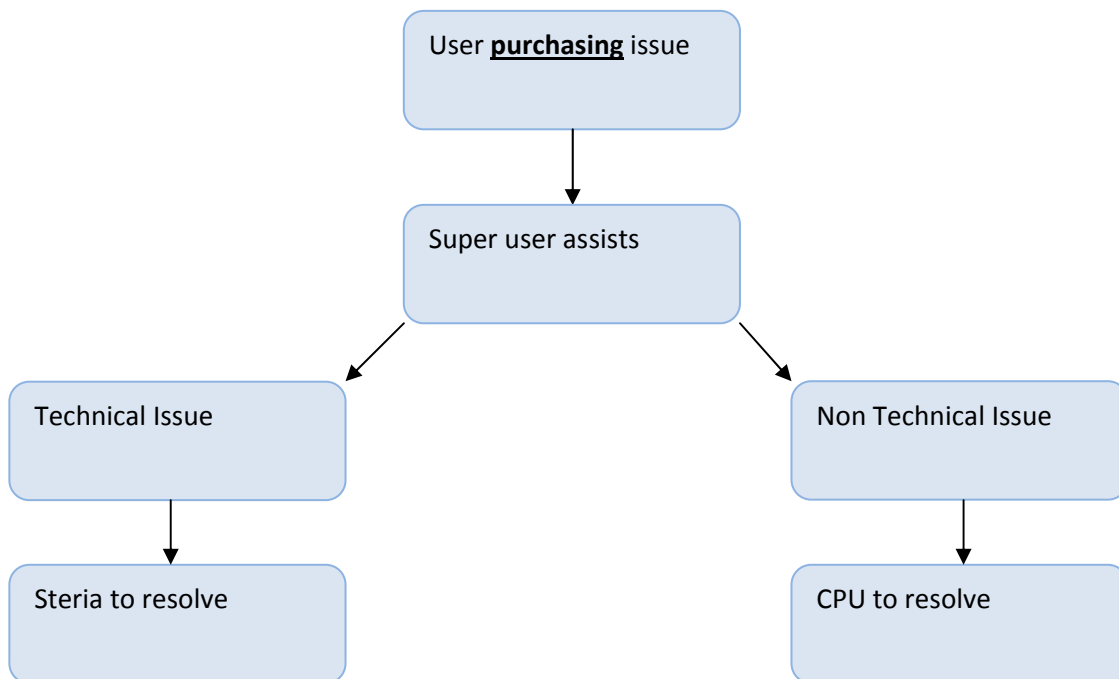 User purchasing issue
Super user assists
Technical Issue
Non Technical Issue
Steria to resolve
CPU to resolve